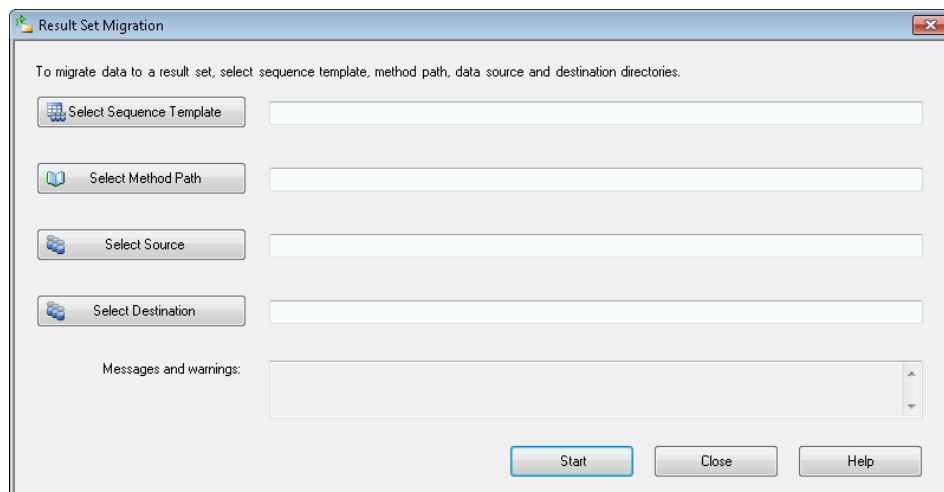 Result Set Migration
To migrate data to a result set, select sequence template, method path, data source and destination directories.
Select Sequence Template
Select Method Path
Select Source
Select Destination
Messages and warnings:
Start Close Help